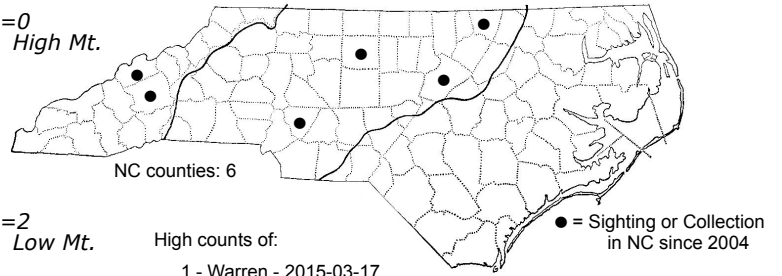 =0
High Mt.
NC counties: 6
=2
Low Mt.
High counts of:
1 - Warren - 2015-03-17
● = Sighting or Collection
in NC since 2004